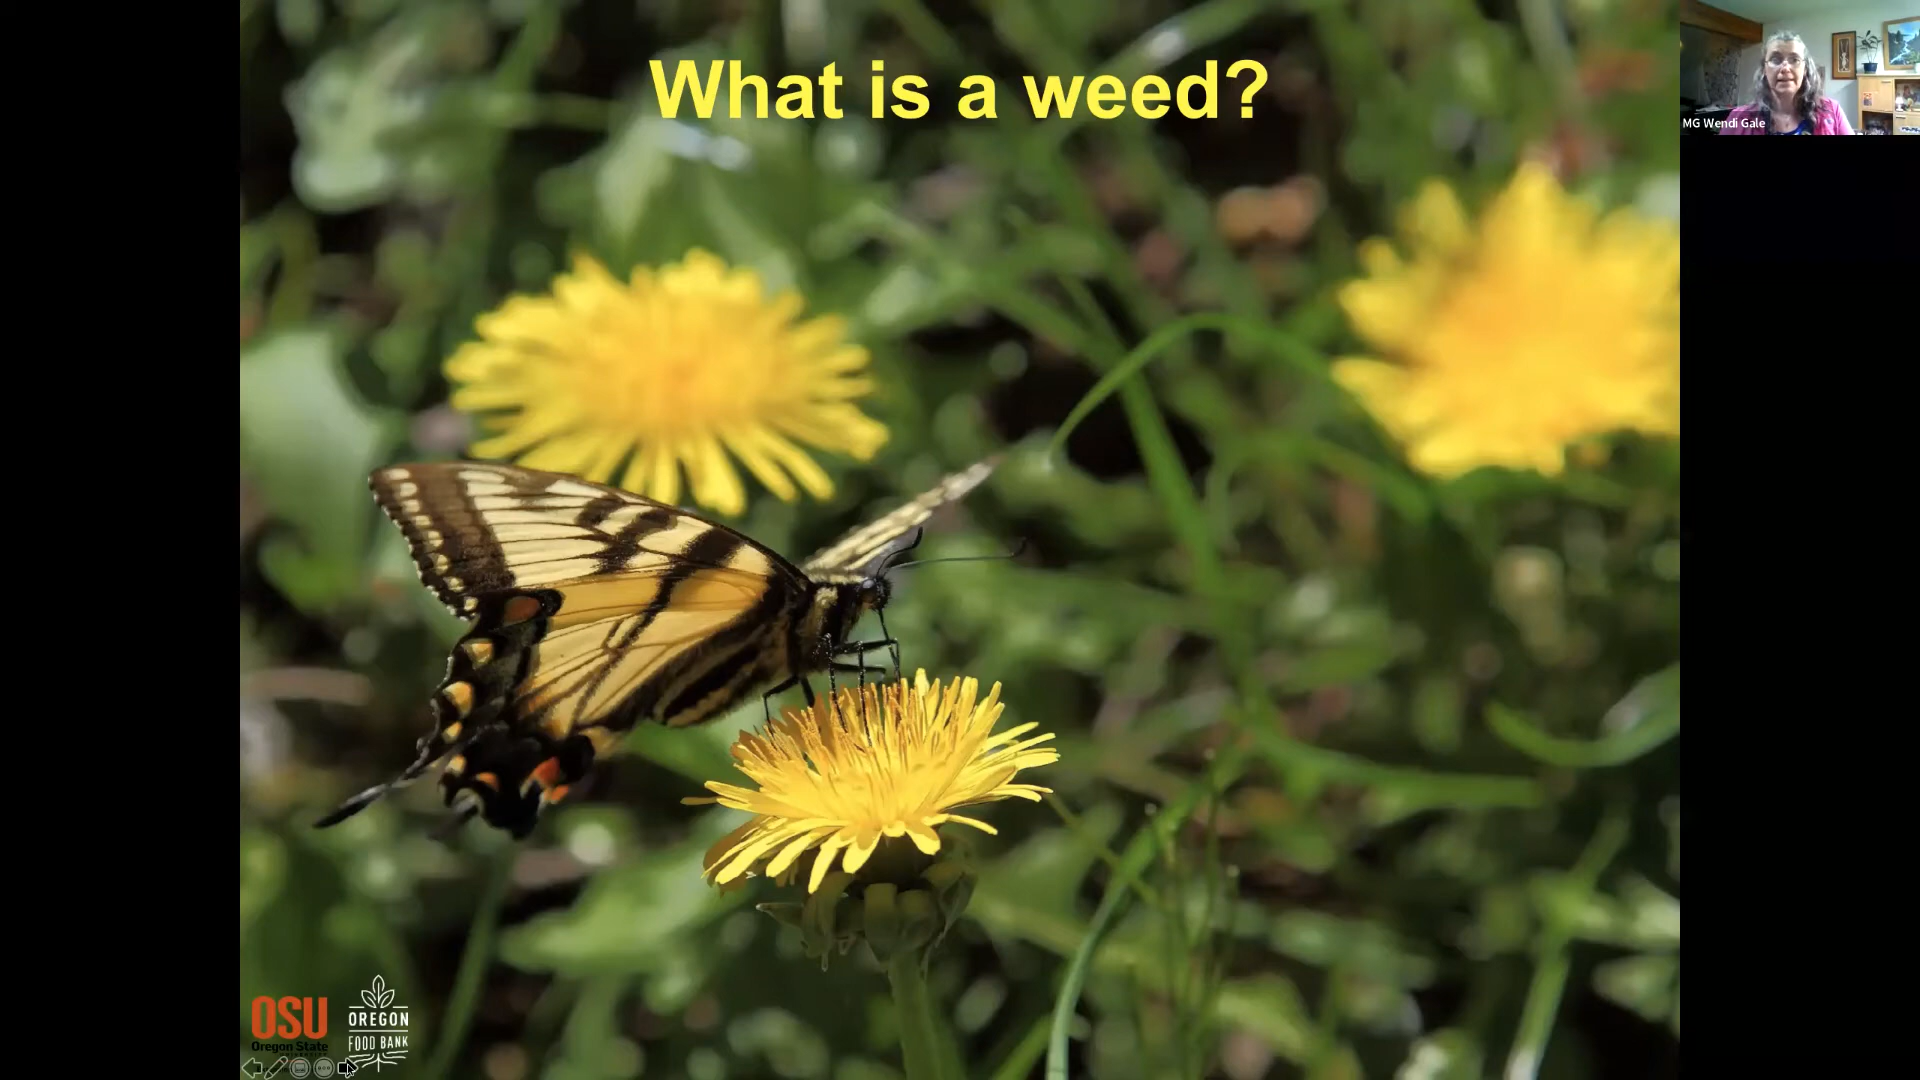 What is a weed?
MG Wendi Gale
OSU
Oregon State
OREGON
FOOD BANK